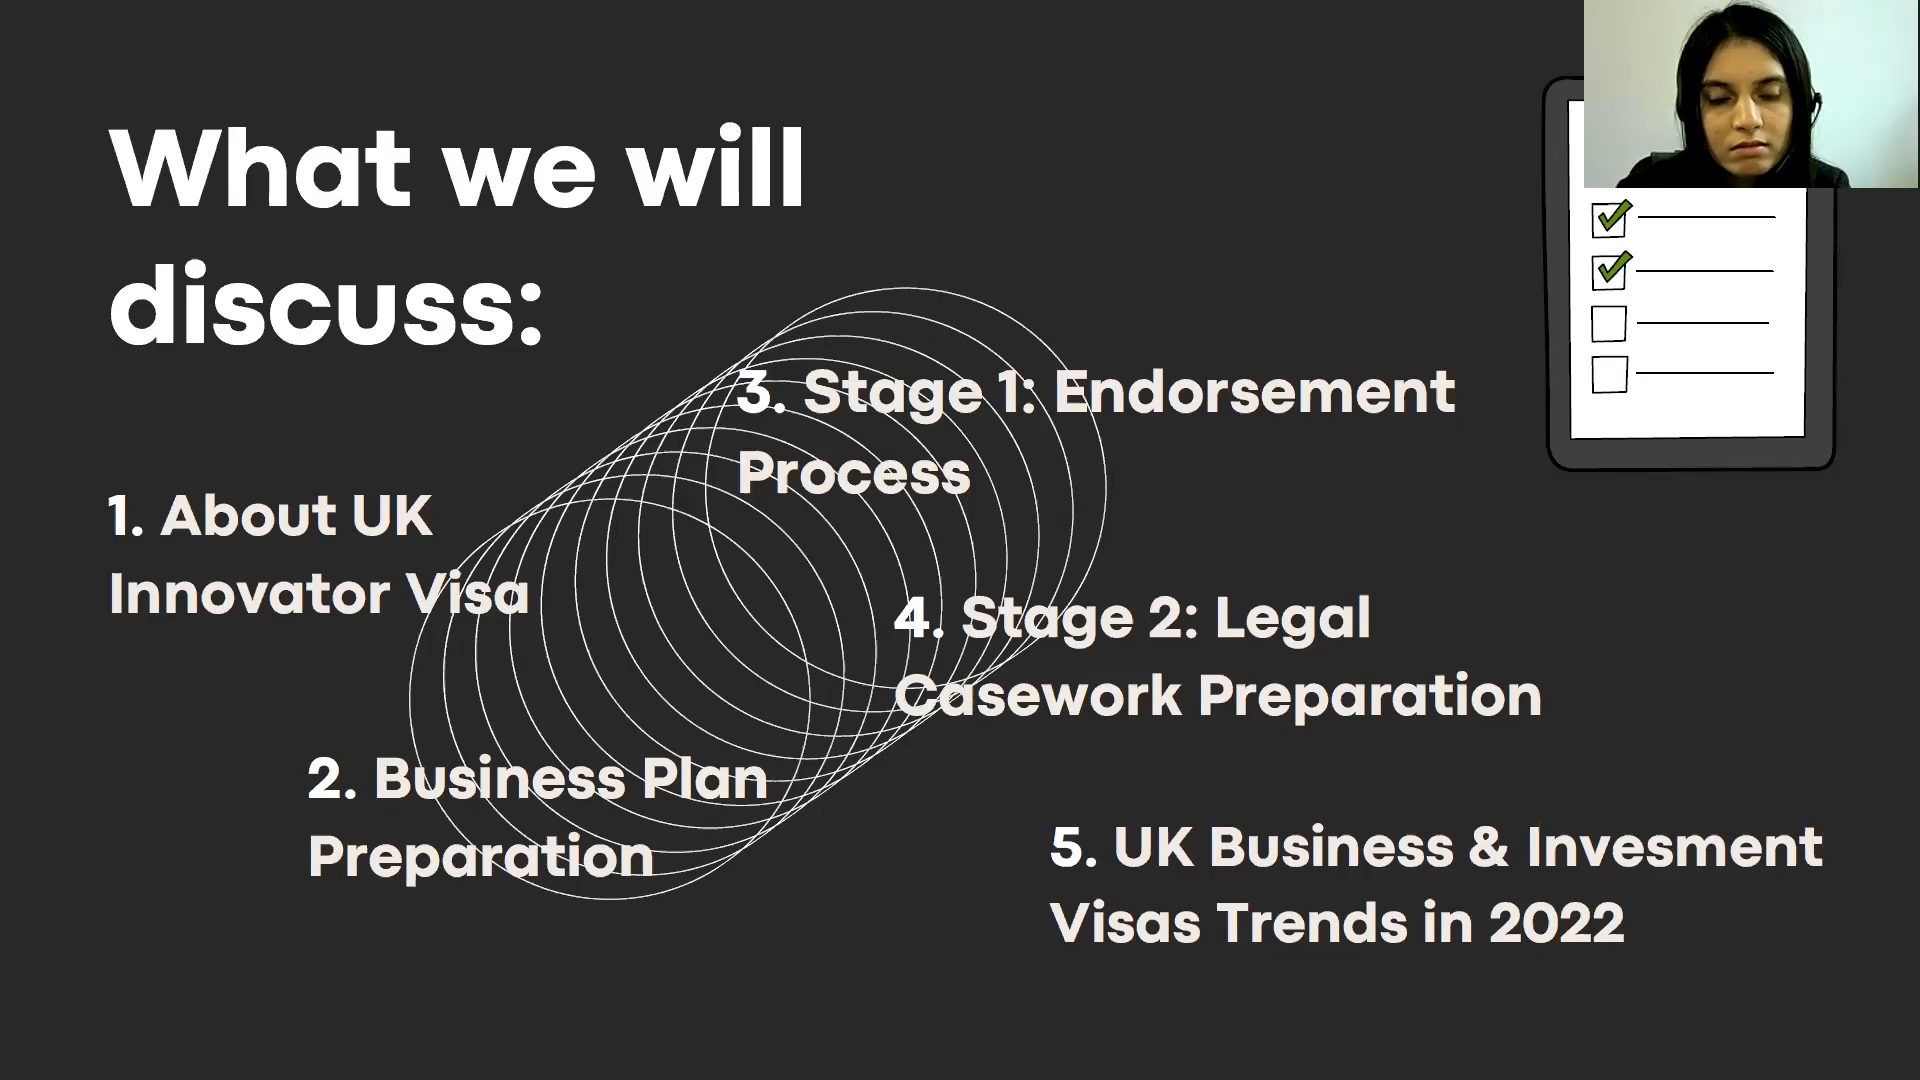 What we will
discuss:
1. About UK
Innovator Visa
2. Business Plan
Preparation
3. Stage 1: Endorsement
Process
4. Stage 2: Legal
Casework Preparation
5. UK Business & Invesment
Visas Trends in 2022